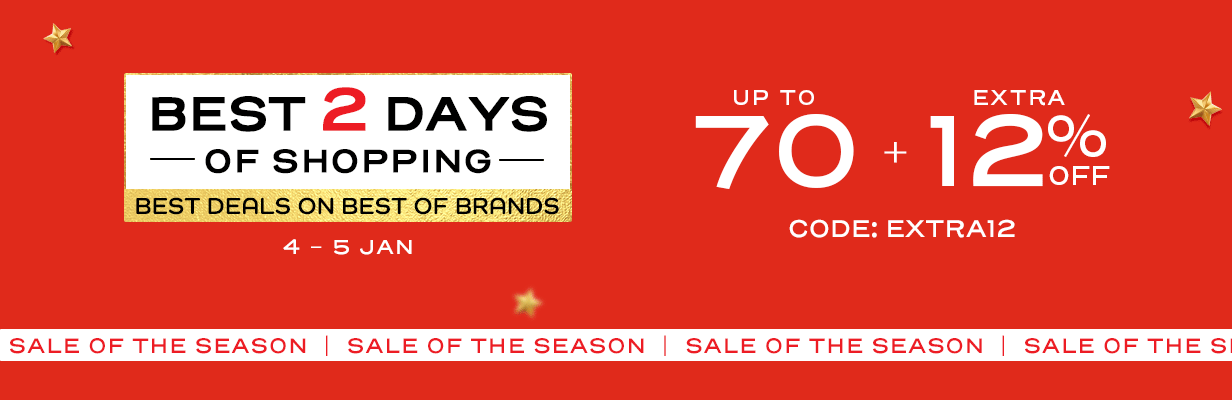 BEST 2 DAYS
OF SHOPPING
BEST DEALS ON BEST OF BRANDS
4 – 5 JAN
UP TO
70 + EXTRA 12% OFF
CODE: EXTRA12
SALE OF THE SEASON | SALE OF THE SEASON | SALE OF THE SEASON | SALE OF THE